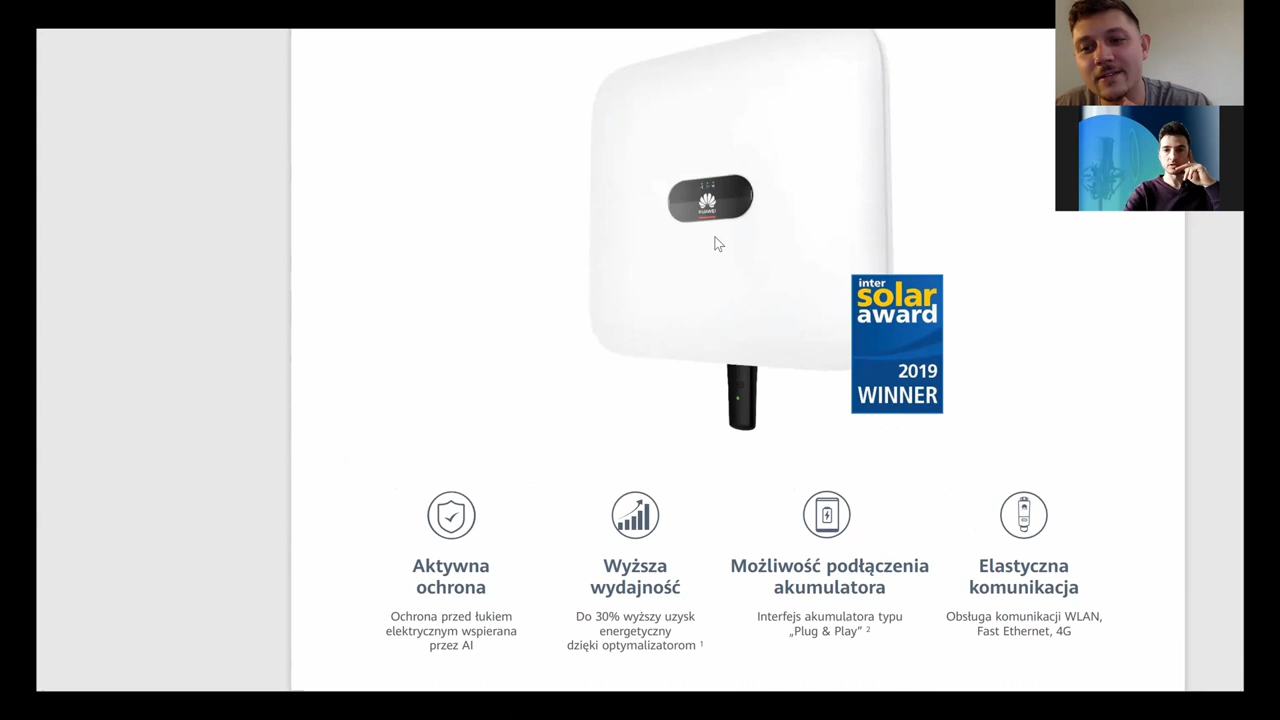 HUAWEI
inter
solar
award
2019
WINNER
Aktywna
ochrona
Ochrona przed łukiem
elektrycznym wspierana
przez AI
Wyższa
wydajność
Do 30% wyższy uzysk
energetyczny
dzięki optymalizatorom ¹
Możliwość podłączenia
akumulatora
Interfejs akumulatora typu
„Plug & Play” ²
Elastyczna
komunikacja
Obsługa komunikacji WLAN,
Fast Ethernet, 4G